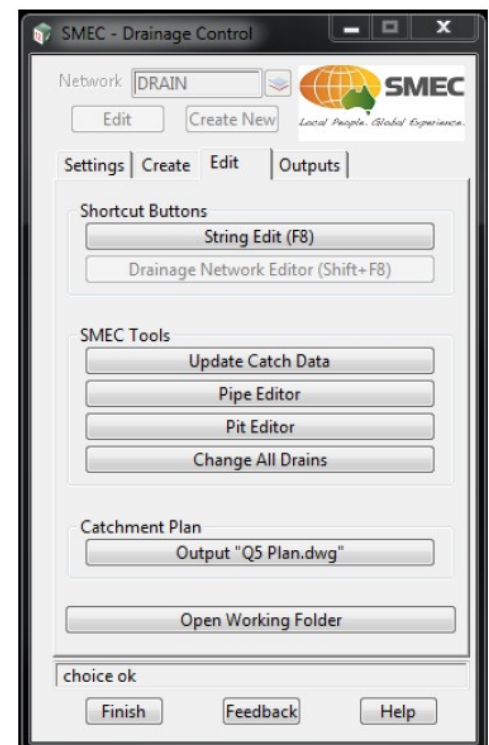 SMEC - Drainage Control
Network DRAIN
SMEC
Edit Create New
Local People. Global Experience.
Settings Create Edit Outputs
Shortcut Buttons
String Edit (F8)
Drainage Network Editor (Shift+F8)
SMEC Tools
Update Catch Data
Pipe Editor
Pit Editor
Change All Drains
Catchment Plan
Output "Q5 Plan.dwg"
Open Working Folder
choice ok
Finish Feedback Help